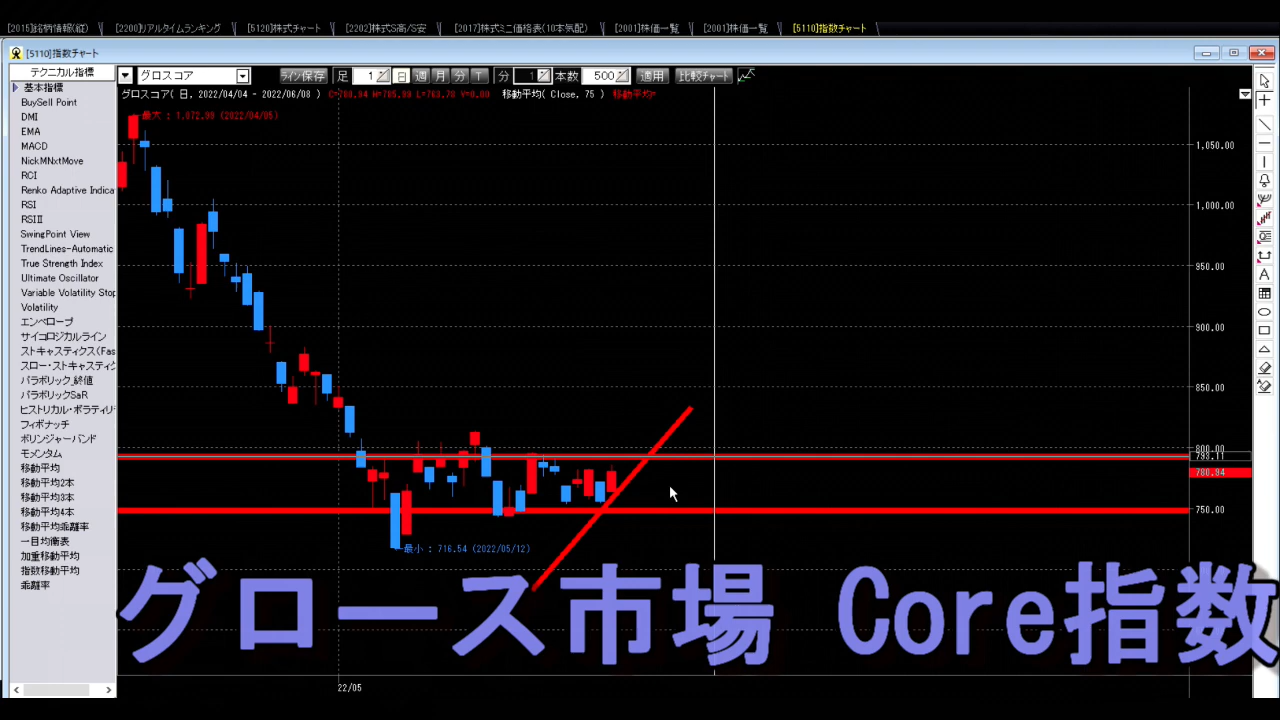 [2015]銘柄情報(縦) [2200]リアルタイムランキング [5120]株式チャート [2202]株式S高/S安 [2017]株式ミニ価格表(10本気配) [2001]株価一覧 [2001]株価一覧 [5110]指数チャート
[5110]指数チャート
テクニカル指標 グロスコア ライン保存 足 1 日 週 月 分 T 分 1 本数 500 適用 比較チャート
グロスコア( 日, 2022/04/04 - 2022/06/08 ) L=763.70 V=0.00 移動平均( Close, 75 ) 移動平均=
基本指標
BuySell Point
DMI
EMA
MACD
NickMNxtMove
RCI
Renko Adaptive Indica
RSI
RSIⅡ
SwingPoint View
TrendLines-Automatic
True Strength Index
Ultimate Oscillator
Variable Volatility Stop
Volatility
エンベロープ
サイコロジカルライン
ストキャスティクス(Fas
スロー・ストキャスティク
パラボリック_終値
パラボリックSaR
ヒストリカル・ボラティリ
フィボナッチ
ボリンジャーバンド
モメンタム
移動平均
移動平均2本
移動平均3本
移動平均4本
移動平均乖離率
一目均衡表
加重移動平均
指数移動平均
乖離率
最大 : 1,072.99 (2022/04/05)
1,050.00
1,000.00
950.00
900.00
850.00
800.00
793.11
780.94
750.00
最小 : 716.54 (2022/05/12)
グロース市場 Core指数
22/05